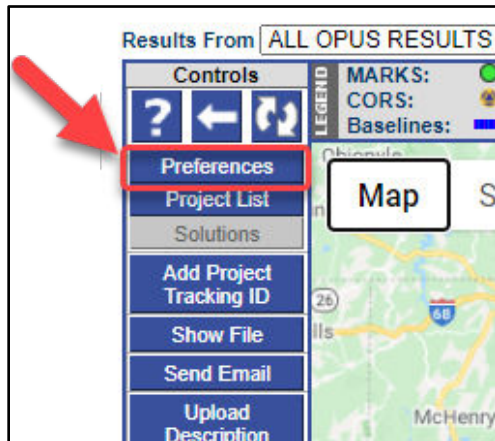 Results From ALL OPUS RESULTS
Controls
LEGEND
MARKS:
CORS:
Baselines:
?
Preferences
Project List
Solutions
Add Project
Tracking ID
Show File
Send Email
Upload
Description
Map S
26
68
lls
McHenry